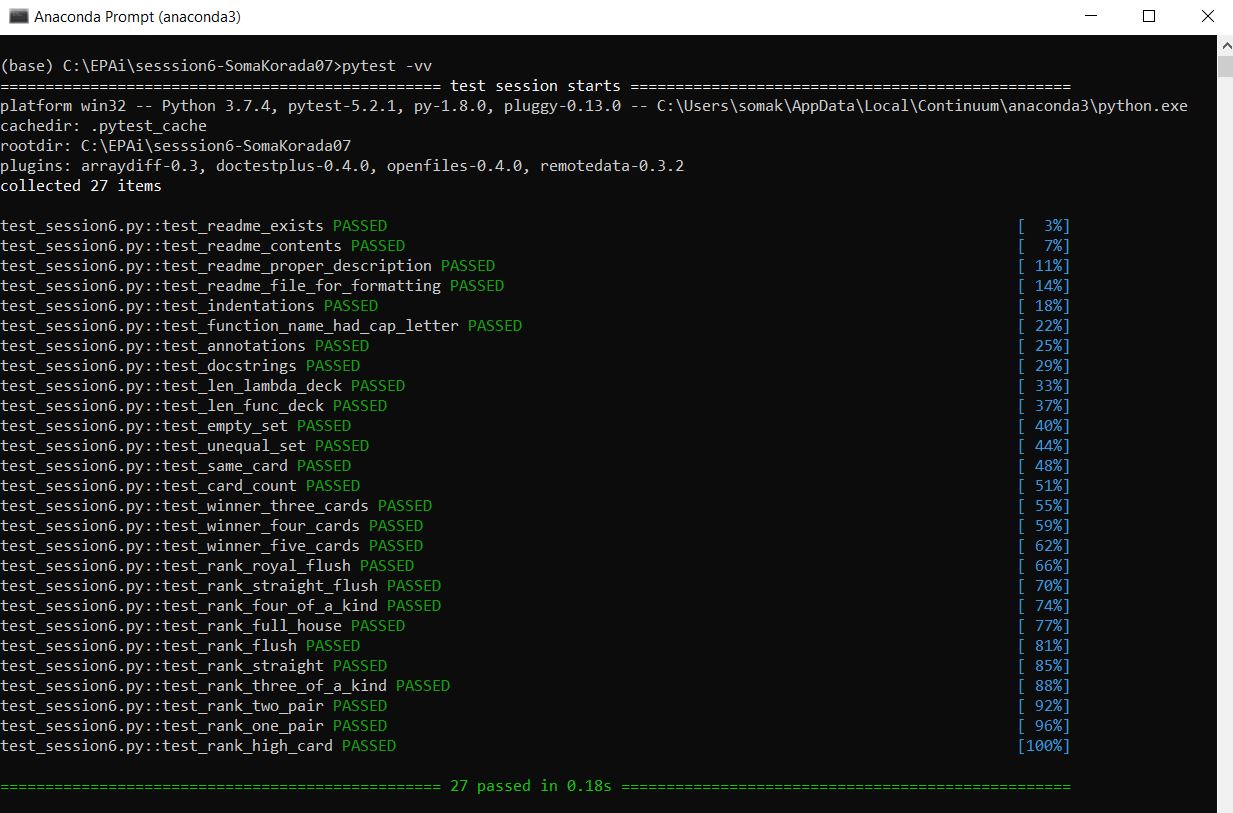 Anaconda Prompt (anaconda3)
(base) C:\EPAi\sesssion6-SomaKorada07>pytest -vv
================================================= test session starts =================================================
platform win32 -- Python 3.7.4, pytest-5.2.1, py-1.8.0, pluggy-0.13.0 -- C:\Users\somak\AppData\Local\Continuum\anaconda3\python.exe
cachedir: .pytest_cache
rootdir: C:\EPAi\sesssion6-SomaKorada07
plugins: arraydiff-0.3, doctestplus-0.4.0, openfiles-0.4.0, remotedata-0.3.2
collected 27 items
test_session6.py::test_readme_exists PASSED [  3%]
test_session6.py::test_readme_contents PASSED [  7%]
test_session6.py::test_readme_proper_description PASSED [ 11%]
test_session6.py::test_readme_file_for_formatting PASSED [ 14%]
test_session6.py::test_indentations PASSED [ 18%]
test_session6.py::test_function_name_had_cap_letter PASSED [ 22%]
test_session6.py::test_annotations PASSED [ 25%]
test_session6.py::test_docstrings PASSED [ 29%]
test_session6.py::test_len_lambda_deck PASSED [ 33%]
test_session6.py::test_len_func_deck PASSED [ 37%]
test_session6.py::test_empty_set PASSED [ 40%]
test_session6.py::test_unequal_set PASSED [ 44%]
test_session6.py::test_same_card PASSED [ 48%]
test_session6.py::test_card_count PASSED [ 51%]
test_session6.py::test_winner_three_cards PASSED [ 55%]
test_session6.py::test_winner_four_cards PASSED [ 59%]
test_session6.py::test_winner_five_cards PASSED [ 62%]
test_session6.py::test_rank_royal_flush PASSED [ 66%]
test_session6.py::test_rank_straight_flush PASSED [ 70%]
test_session6.py::test_rank_four_of_a_kind PASSED [ 74%]
test_session6.py::test_rank_full_house PASSED [ 77%]
test_session6.py::test_rank_flush PASSED [ 81%]
test_session6.py::test_rank_straight PASSED [ 85%]
test_session6.py::test_rank_three_of_a_kind PASSED [ 88%]
test_session6.py::test_rank_two_pair PASSED [ 92%]
test_session6.py::test_rank_one_pair PASSED [ 96%]
test_session6.py::test_rank_high_card PASSED [100%]
================================================= 27 passed in 0.18s ==================================================